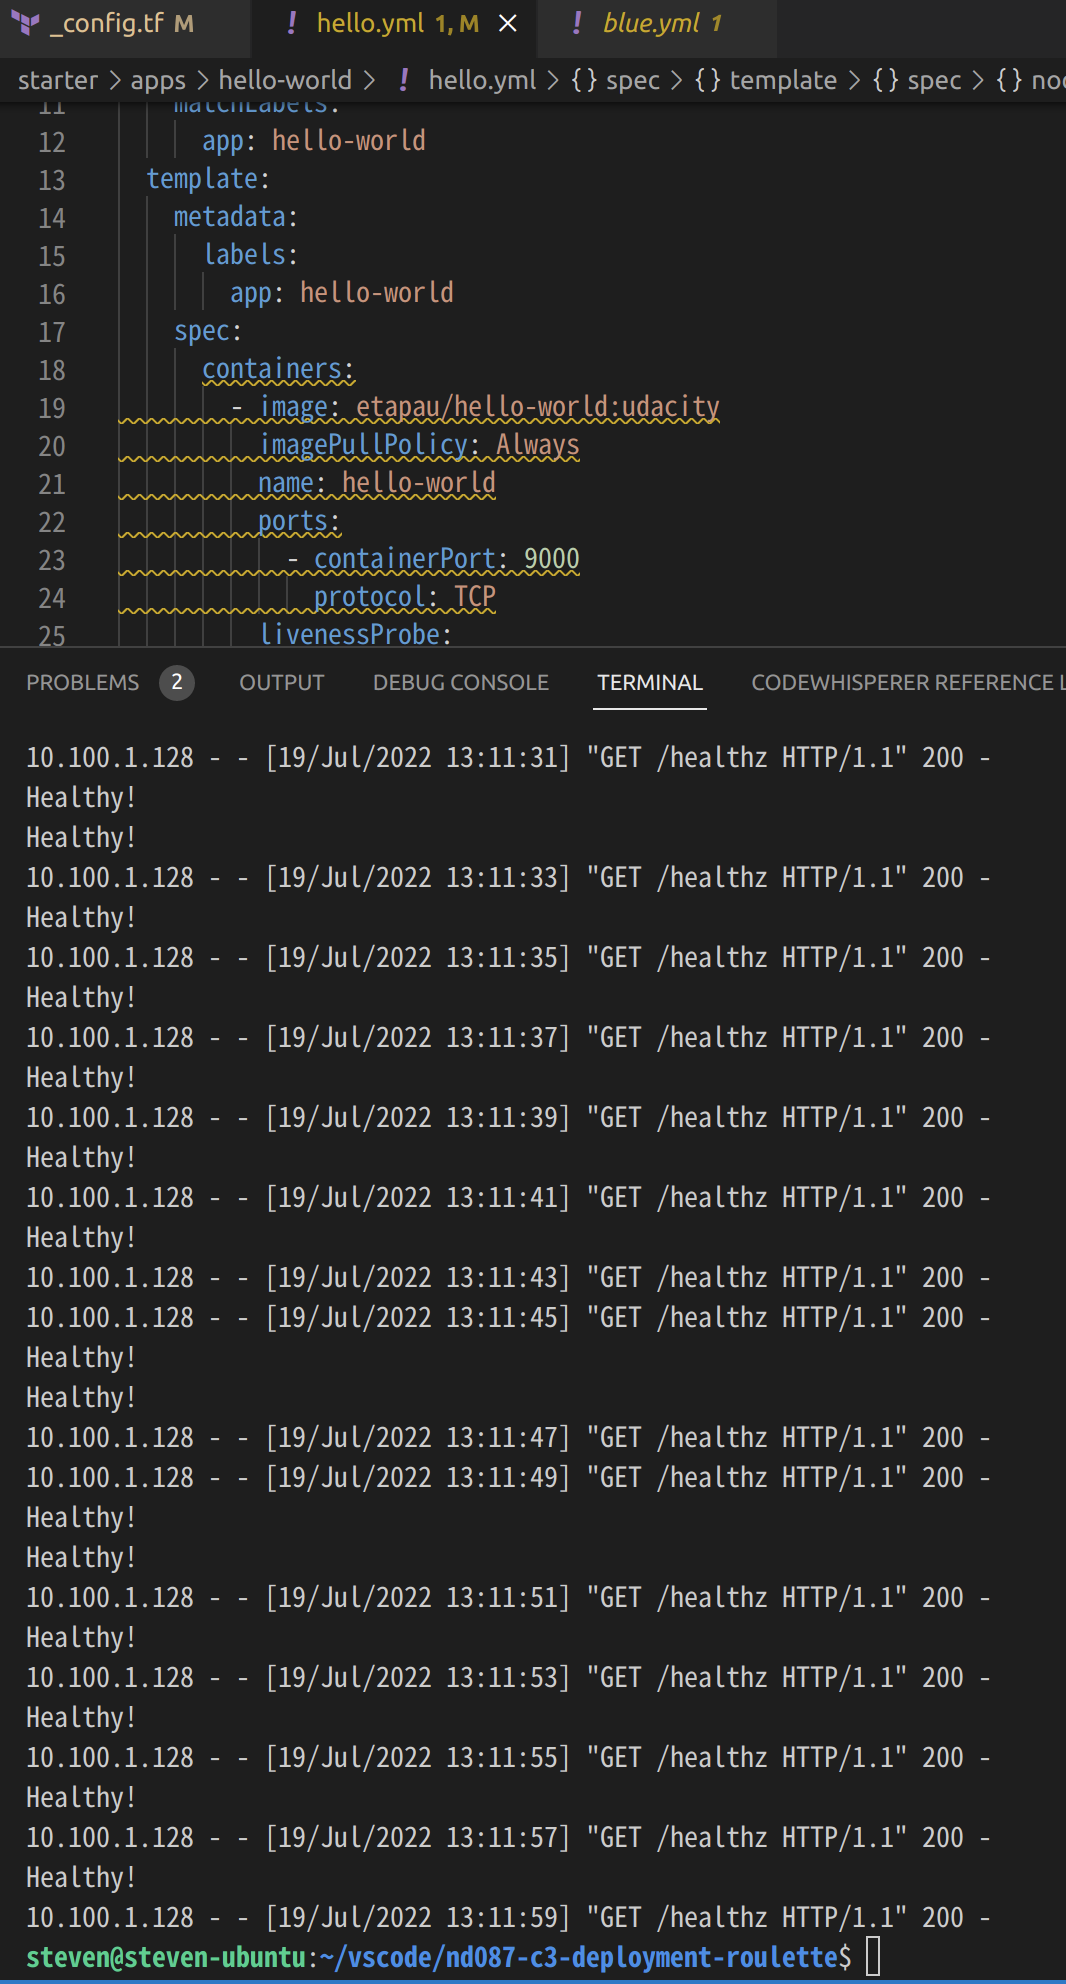 _config.tf M ! hello.yml 1, M × ! blue.yml 1
starter > apps > hello-world > ! hello.yml > {} spec > {} template > {} spec > {} noc
11 matchLabels:
12 app: hello-world
13 template:
14 metadata:
15 labels:
16 app: hello-world
17 spec:
18 containers:
19 - image: etapau/hello-world:udacity
20 imagePullPolicy: Always
21 name: hello-world
22 ports:
23 - containerPort: 9000
24 protocol: TCP
25 livenessProbe:
PROBLEMS 2 OUTPUT DEBUG CONSOLE TERMINAL CODEWHISPERER REFERENCE L
10.100.1.128 - - [19/Jul/2022 13:11:31] "GET /healthz HTTP/1.1" 200 -
Healthy!
Healthy!
10.100.1.128 - - [19/Jul/2022 13:11:33] "GET /healthz HTTP/1.1" 200 -
Healthy!
10.100.1.128 - - [19/Jul/2022 13:11:35] "GET /healthz HTTP/1.1" 200 -
Healthy!
10.100.1.128 - - [19/Jul/2022 13:11:37] "GET /healthz HTTP/1.1" 200 -
Healthy!
10.100.1.128 - - [19/Jul/2022 13:11:39] "GET /healthz HTTP/1.1" 200 -
Healthy!
10.100.1.128 - - [19/Jul/2022 13:11:41] "GET /healthz HTTP/1.1" 200 -
Healthy!
10.100.1.128 - - [19/Jul/2022 13:11:43] "GET /healthz HTTP/1.1" 200 -
10.100.1.128 - - [19/Jul/2022 13:11:45] "GET /healthz HTTP/1.1" 200 -
Healthy!
Healthy!
10.100.1.128 - - [19/Jul/2022 13:11:47] "GET /healthz HTTP/1.1" 200 -
10.100.1.128 - - [19/Jul/2022 13:11:49] "GET /healthz HTTP/1.1" 200 -
Healthy!
Healthy!
10.100.1.128 - - [19/Jul/2022 13:11:51] "GET /healthz HTTP/1.1" 200 -
Healthy!
10.100.1.128 - - [19/Jul/2022 13:11:53] "GET /healthz HTTP/1.1" 200 -
Healthy!
10.100.1.128 - - [19/Jul/2022 13:11:55] "GET /healthz HTTP/1.1" 200 -
Healthy!
10.100.1.128 - - [19/Jul/2022 13:11:57] "GET /healthz HTTP/1.1" 200 -
Healthy!
10.100.1.128 - - [19/Jul/2022 13:11:59] "GET /healthz HTTP/1.1" 200 -
steven@steven-ubuntu:~/vscode/nd087-c3-deployment-roulette$